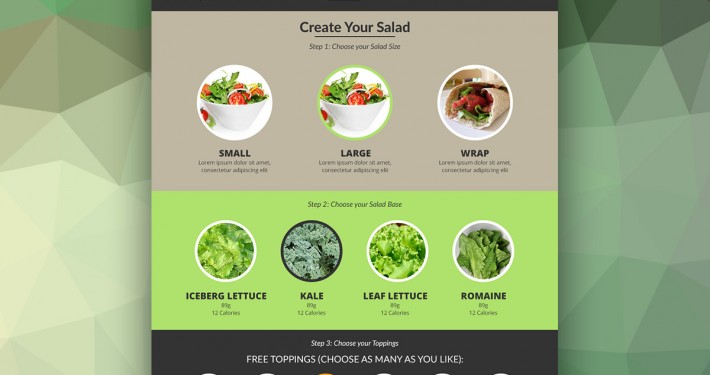 Create Your Salad
Step 1: Choose your Salad Size
SMALL
Lorem ipsum dolor sit amet,
consectetur adipiscing elit
LARGE
Lorem ipsum dolor sit amet,
consectetur adipiscing elit
WRAP
Lorem ipsum dolor sit amet,
consectetur adipiscing elit
Step 2: Choose your Salad Base
ICEBERG LETTUCE
89g
12 Calories
KALE
89g
12 Calories
LEAF LETTUCE
89g
12 Calories
ROMAINE
89g
12 Calories
Step 3: Choose your Toppings
FREE TOPPINGS (CHOOSE AS MANY AS YOU LIKE):